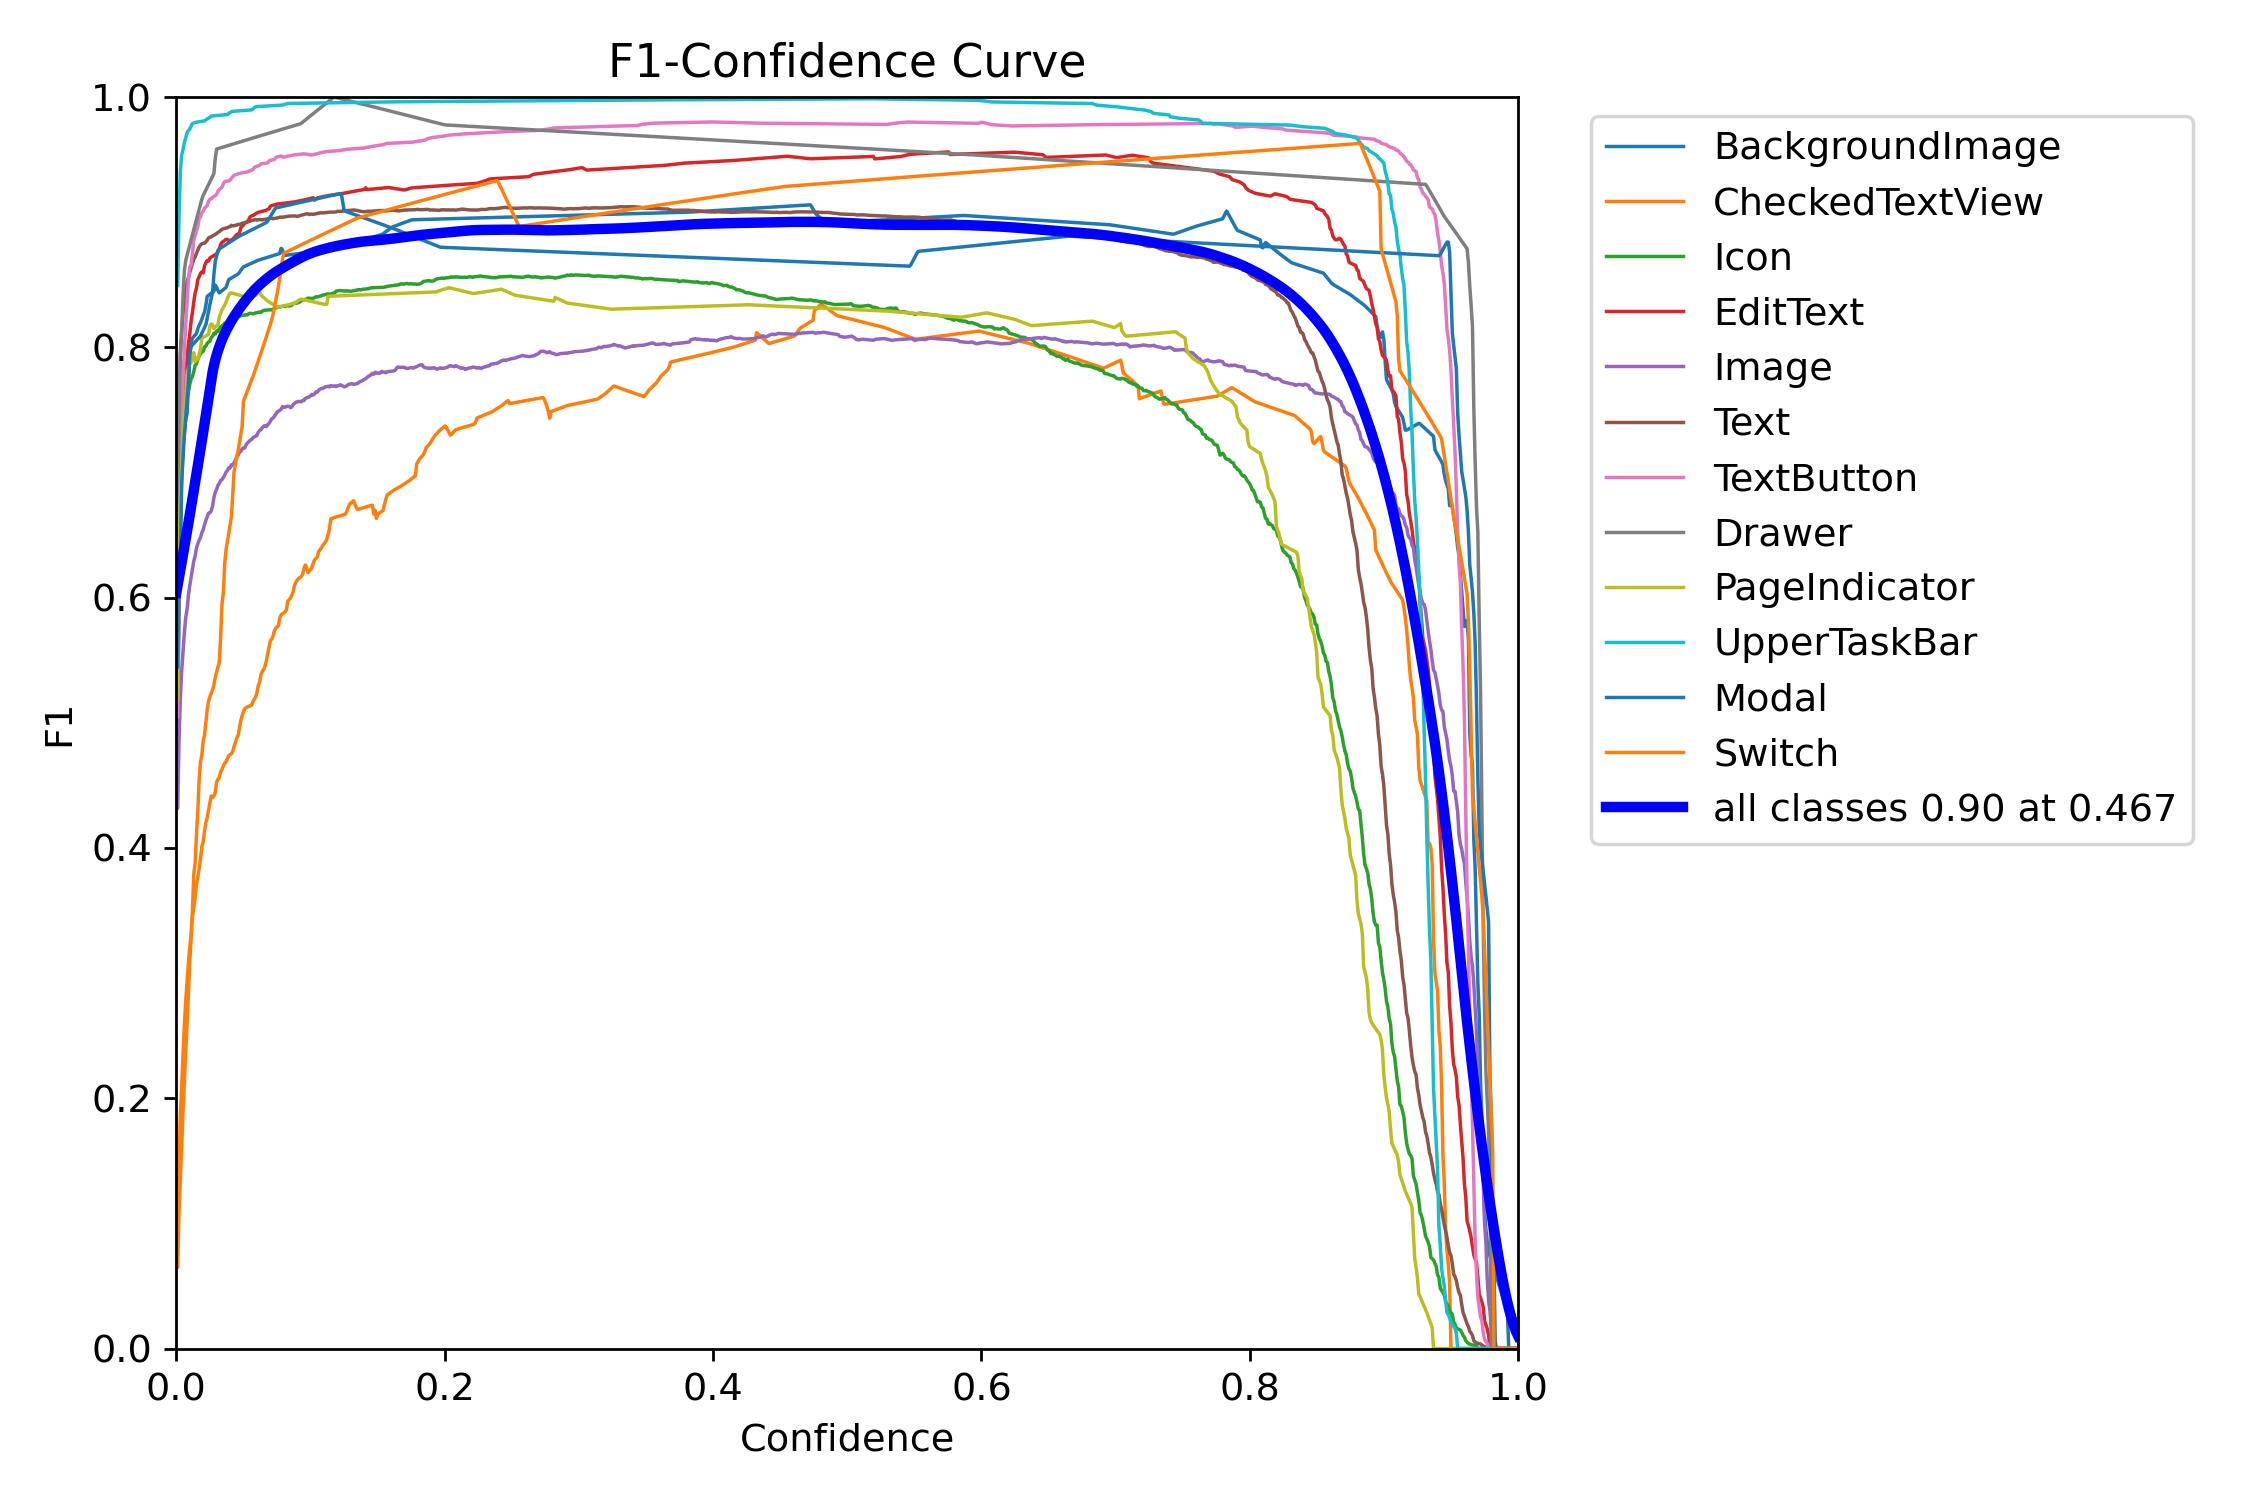 F1-Confidence Curve
1.0
0.8
0.6
0.4
0.2
0.0
F1
0.0 0.2 0.4 0.6 0.8 1.0
Confidence
BackgroundImage
CheckedTextView
Icon
EditText
Image
Text
TextButton
Drawer
PageIndicator
UpperTaskBar
Modal
Switch
all classes 0.90 at 0.467